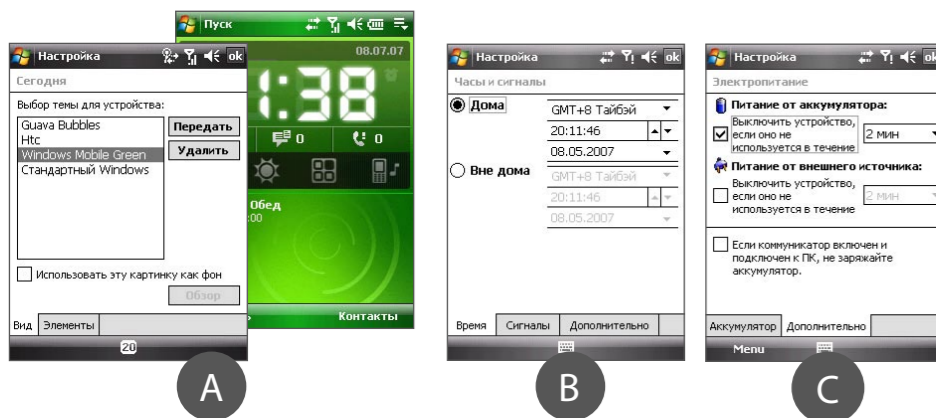 Настройка
ok
Сегодня
Выбор темы для устройства:
Guava Bubbles
Htc
Windows Mobile Green
Стандартный Windows
Передать
Удалить
Использовать эту картинку как фон
Обзор
Вид
Элементы
20
Пуск
08.07.07
:38
0
0
Обед
:00
Контакты
A
Настройка
ok
Часы и сигналы
Дома
GMT+8 Тайбэй
20:11:46
08.05.2007
Вне дома
GMT+8 Тайбэй
20:11:46
08.05.2007
Время
Сигналы
Дополнительно
B
Настройка
ok
Электропитание
Питание от аккумулятора:
Выключить устройство,
если оно не
используется в течение
2 мин
Питание от внешнего источника:
Выключить устройство,
если оно не
используется в течение
2 мин
Если коммуникатор включен и
подключен к ПК, не заряжайте
аккумулятор.
Аккумулятор
Дополнительно
Menu
C